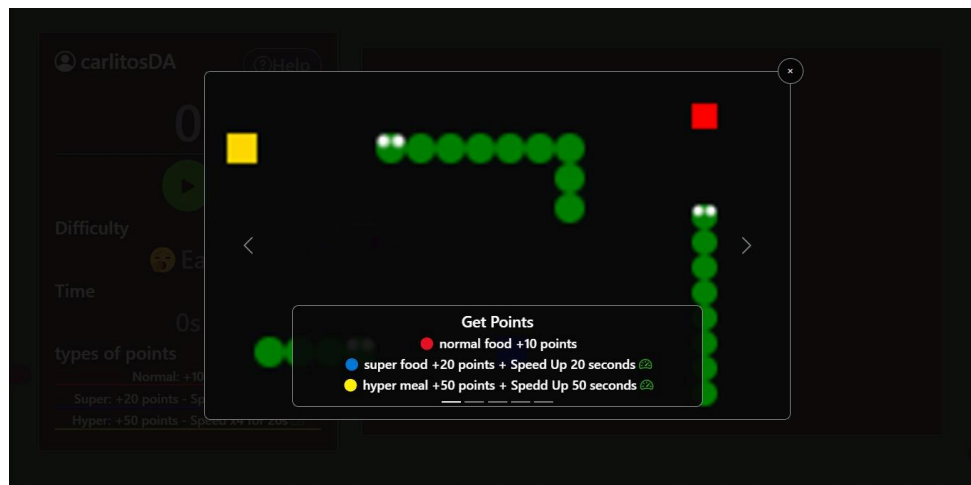 carlitosDA
Help
0
Difficulty
Ea
Time
0s
types of points
Normal: +10
Super: +20 points - Sp
Hyper: +50 points - Speed x4 for 20s
×
Get Points
normal food +10 points
super food +20 points + Speed Up 20 seconds
hyper meal +50 points + Spedd Up 50 seconds